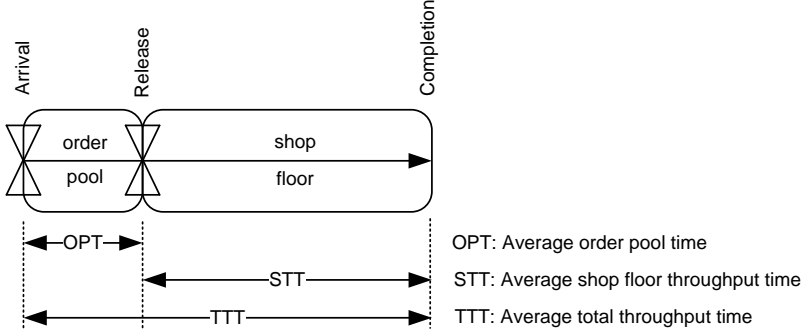 Arrival
Release
Completion
order
pool
shop
floor
OPT
OPT: Average order pool time
STT
STT: Average shop floor throughput time
TTT
TTT: Average total throughput time